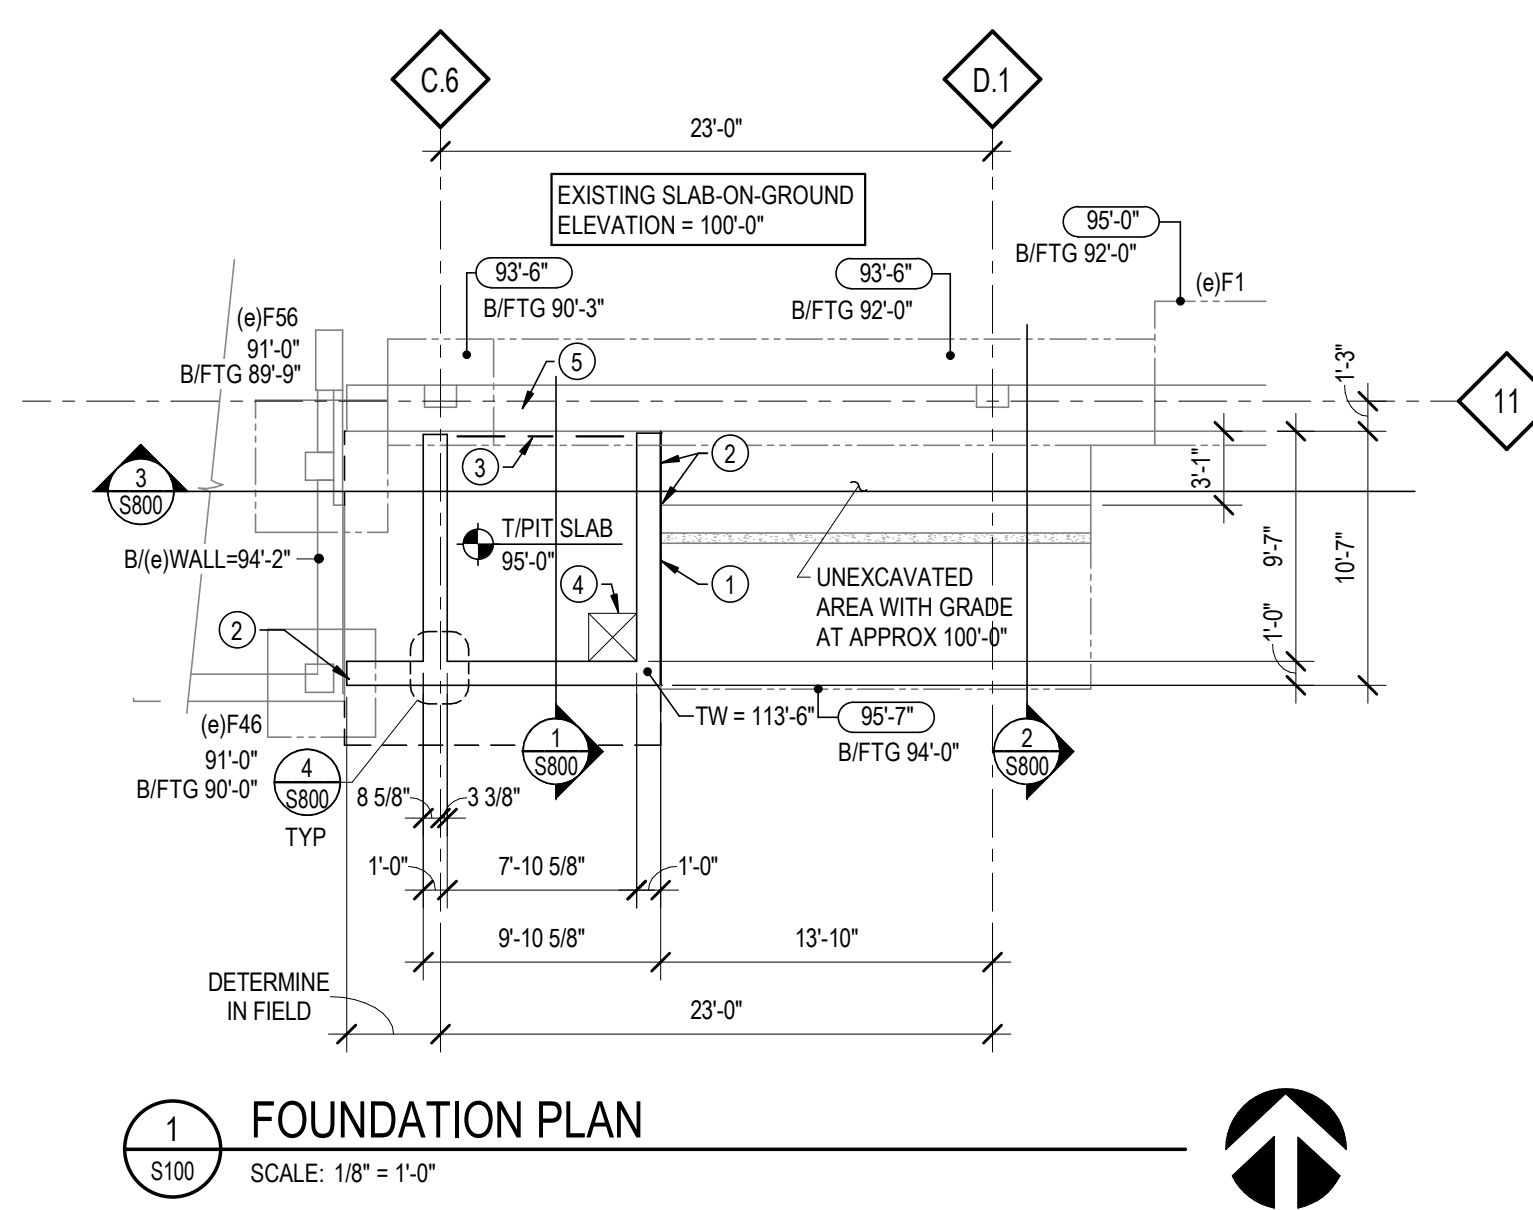 C.6
D.1
23'-0"
EXISTING SLAB-ON-GROUND
ELEVATION = 100'-0"
95'-0"
B/FTG 92'-0"
(e)F1
93'-6"
B/FTG 90'-3"
93'-6"
B/FTG 92'-0"
(e)F56
91'-0"
B/FTG 89'-9"
5
1'-3"
11
3
S800
3
2
3'-1"
T/PIT SLAB
95'-0"
B/(e)WALL=94'-2"
4
1
UNEXCAVATED
AREA WITH GRADE
AT APPROX 100'-0"
9'-7"
10'-7"
1'-0"
2
(e)F46
91'-0"
B/FTG 90'-0"
4
S800
TYP
TW = 113'-6"
95'-7"
B/FTG 94'-0"
1
S800
2
S800
8 5/8"
3 3/8"
1'-0"
7'-10 5/8"
1'-0"
9'-10 5/8"
13'-10"
DETERMINE
IN FIELD
23'-0"
1
S100
FOUNDATION PLAN
SCALE: 1/8" = 1'-0"